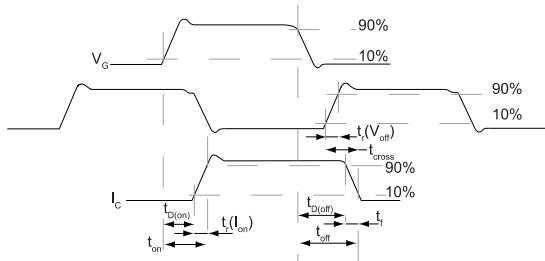 90%
V_G
10%
90%
10%
t_r(V_off)
t_cross
90%
I_C
10%
t_D(on)
t_r(I_on)
t_D(off)
t_f
t_on
t_off